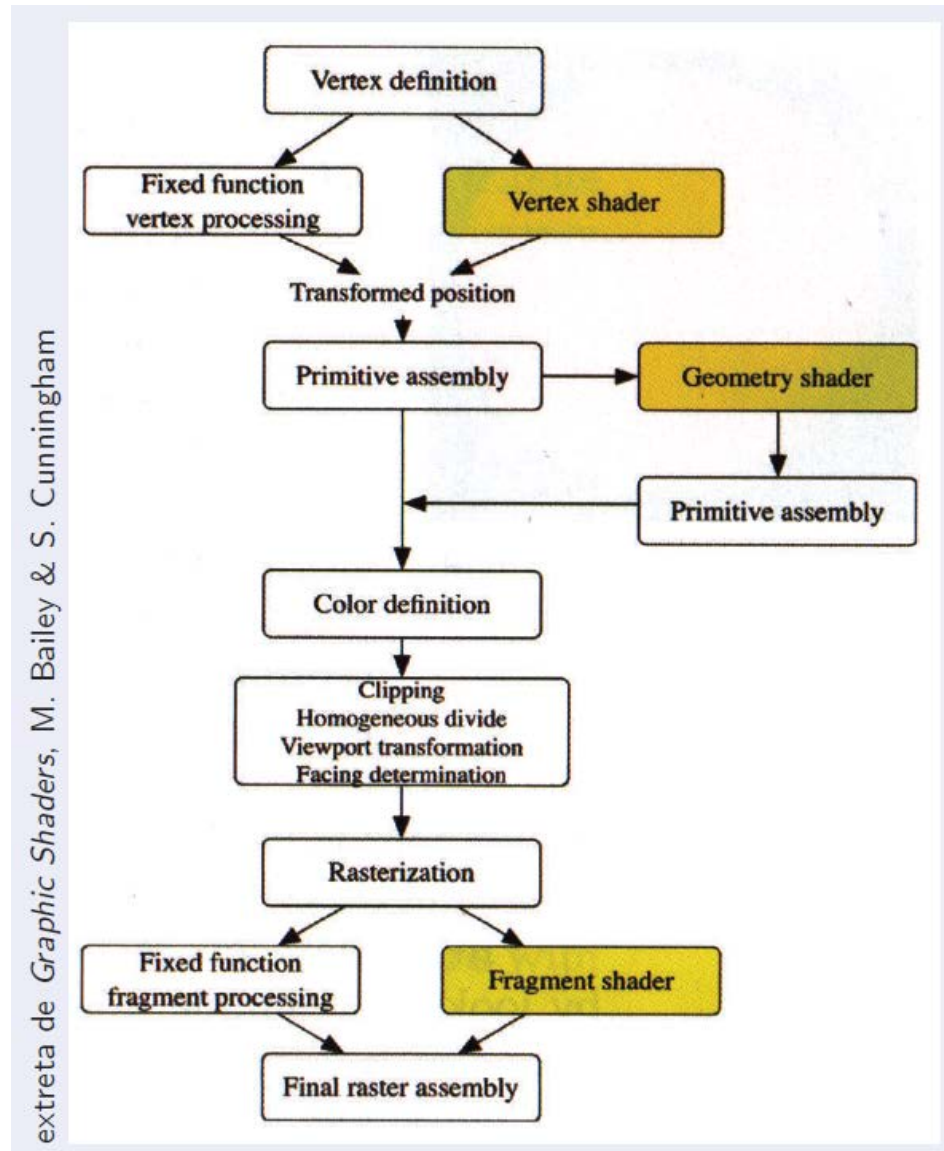 Vertex definition
Fixed function
vertex processing
Vertex shader
Transformed position
Primitive assembly
Geometry shader
Primitive assembly
Color definition
Clipping
Homogeneous divide
Viewport transformation
Facing determination
Rasterization
Fixed function
fragment processing
Fragment shader
Final raster assembly
extreta de Graphic Shaders, M. Bailey & S. Cunningham